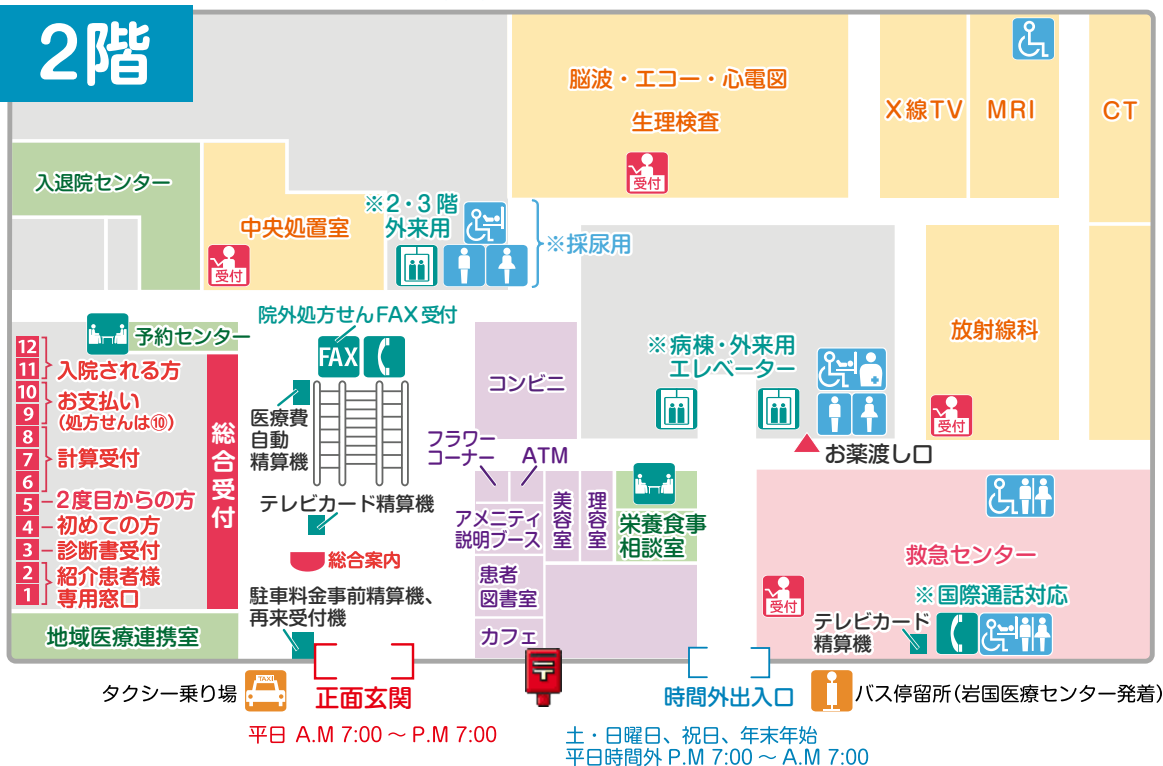 2階
脳波・エコー・心電図
生理検査
受付
X線TV
MRI
CT
入退院センター
中央処置室
受付
※2・3階
外来用
※採尿用
放射線科
受付
院外処方せんFAX受付
FAX
予約センター
12
11
10
9
8
7
6
5
4
3
2
1
入院される方
お支払い
(処方せんは⑩)
計算受付
2度目からの方
初めての方
診断書受付
紹介患者様
専用窓口
総合受付
地域医療連携室
医療費
自動
精算機
テレビカード精算機
総合案内
駐車料金事前精算機、
再来受付機
コンビニ
フラワー
コーナー
ATM
アメニティ
説明ブース
美容室
理容室
栄養食事
相談室
患者
図書室
カフェ
※病棟・外来用
エレベーター
お薬渡し口
救急センター
受付
※国際通話対応
テレビカード
精算機
タクシー乗り場
TAXI
正面玄関
平日 A.M 7:00 ~ P.M 7:00
〒
時間外出入口
土・日曜日、祝日、年末年始
平日時間外 P.M 7:00 ~ A.M 7:00
バス停留所(岩国医療センター発着)